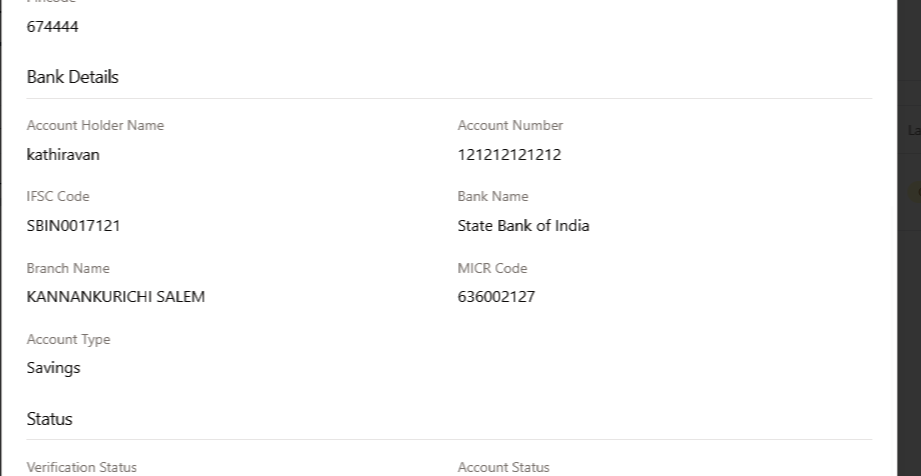 674444
Bank Details
Account Holder Name
Account Number
kathiravan
121212121212
IFSC Code
Bank Name
SBIN0017121
State Bank of India
Branch Name
MICR Code
KANNANKURICHI SALEM
636002127
Account Type
Savings
Status
Verification Status
Account Status